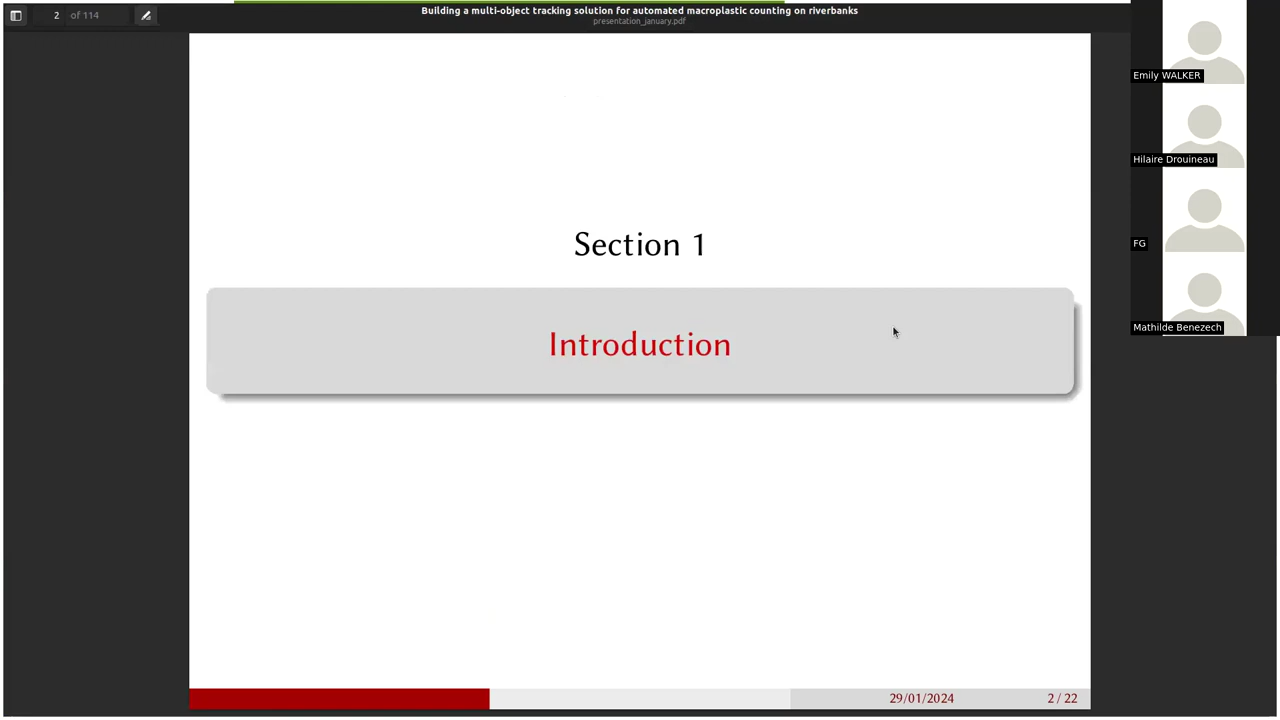 2 of 114
Building a multi-object tracking solution for automated macroplastic counting on riverbanks
presentation_january.pdf
Emily WALKER
Hilaire Drouineau
FG
Mathilde Benezech
Section 1
Introduction
29/01/2024 2 / 22